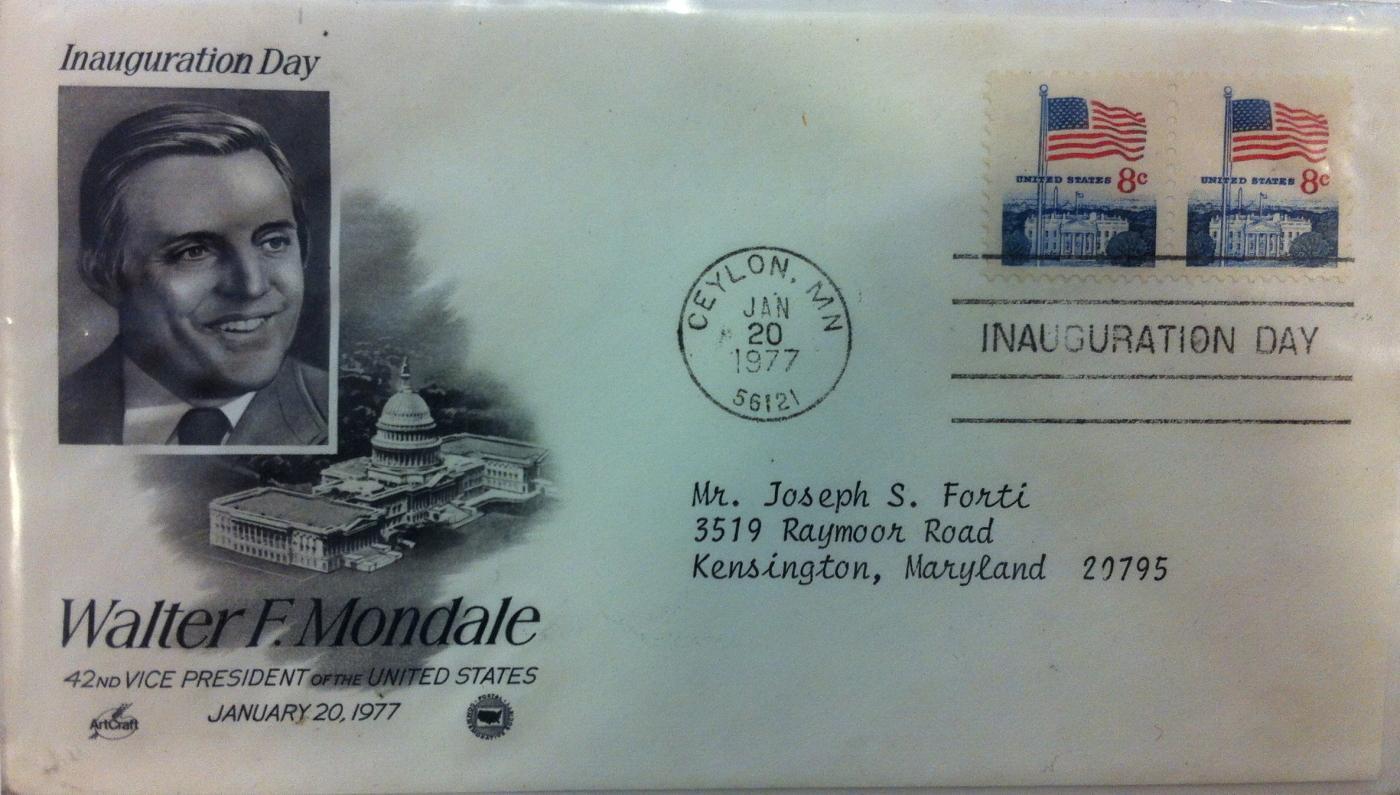 Inauguration Day
UNITED STATES 8c
UNITED STATES 8c
CEYLON, MN
JAN
20
1977
56121
INAUGURATION DAY
Mr. Joseph S. Forti
3519 Raymoor Road
Kensington, Maryland 20795
Walter F. Mondale
42ND VICE PRESIDENT OF THE UNITED STATES
JANUARY 20, 1977
ArtCraft